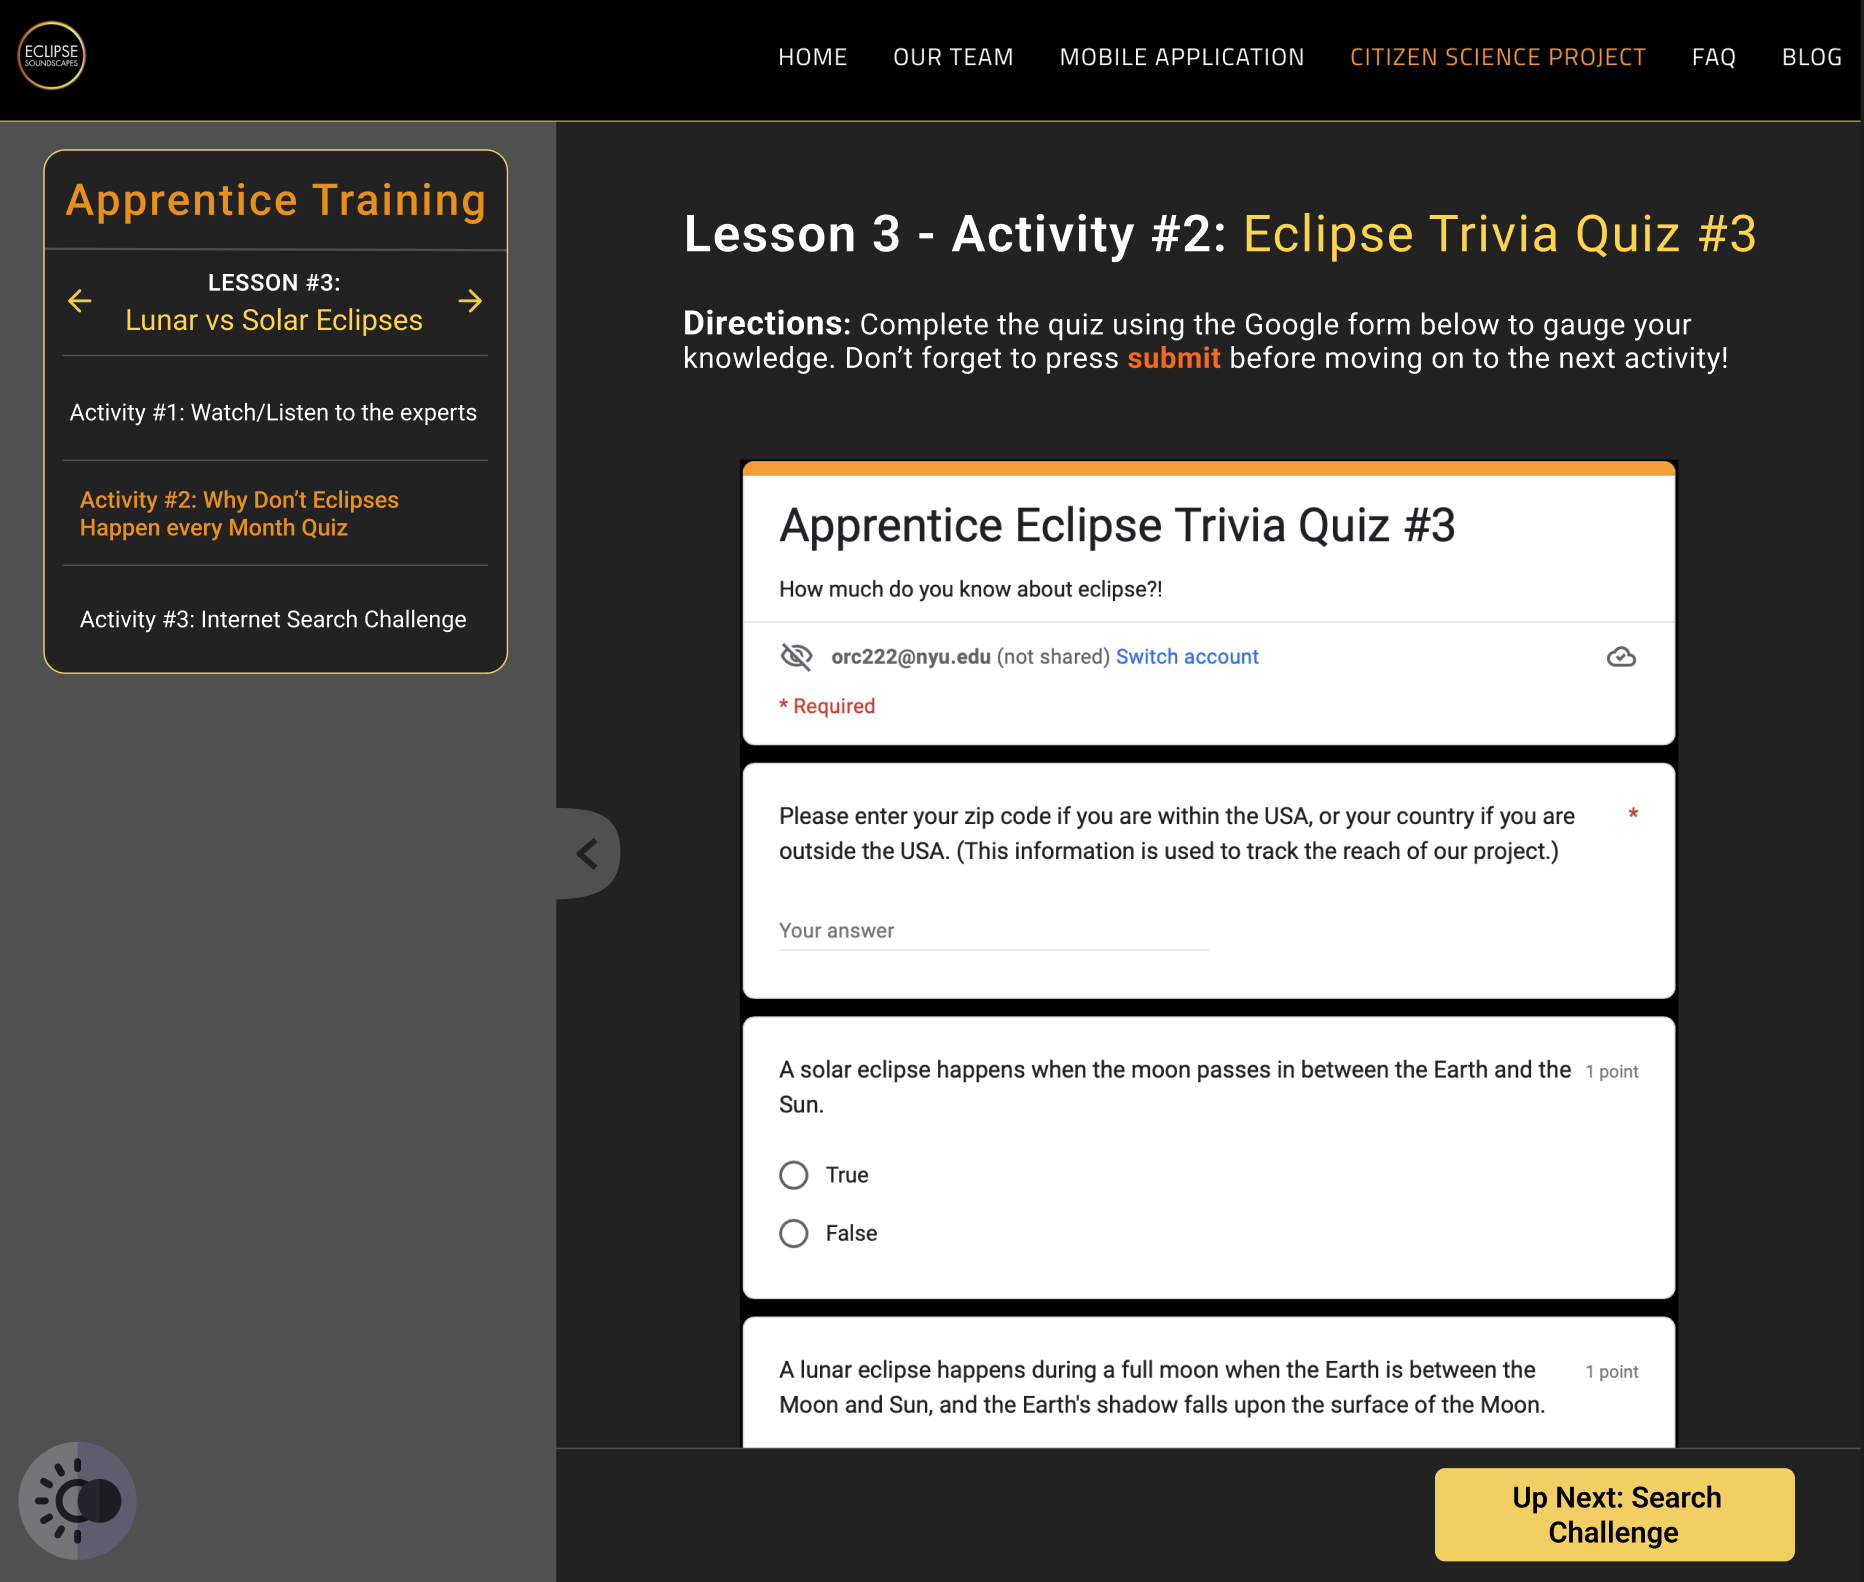 ECLIPSE
SOUNDSCAPES
HOME OUR TEAM MOBILE APPLICATION CITIZEN SCIENCE PROJECT FAQ BLOG
Apprentice Training
LESSON #3:
Lunar vs Solar Eclipses
Activity #1: Watch/Listen to the experts
Activity #2: Why Don’t Eclipses
Happen every Month Quiz
Activity #3: Internet Search Challenge
Lesson 3 - Activity #2: Eclipse Trivia Quiz #3
Directions: Complete the quiz using the Google form below to gauge your
knowledge. Don’t forget to press submit before moving on to the next activity!
Apprentice Eclipse Trivia Quiz #3
How much do you know about eclipse?!
orc222@nyu.edu (not shared) Switch account
* Required
Please enter your zip code if you are within the USA, or your country if you are *
outside the USA. (This information is used to track the reach of our project.)
Your answer
A solar eclipse happens when the moon passes in between the Earth and the 1 point
Sun.
True
False
A lunar eclipse happens during a full moon when the Earth is between the 1 point
Moon and Sun, and the Earth's shadow falls upon the surface of the Moon.
Up Next: Search
Challenge